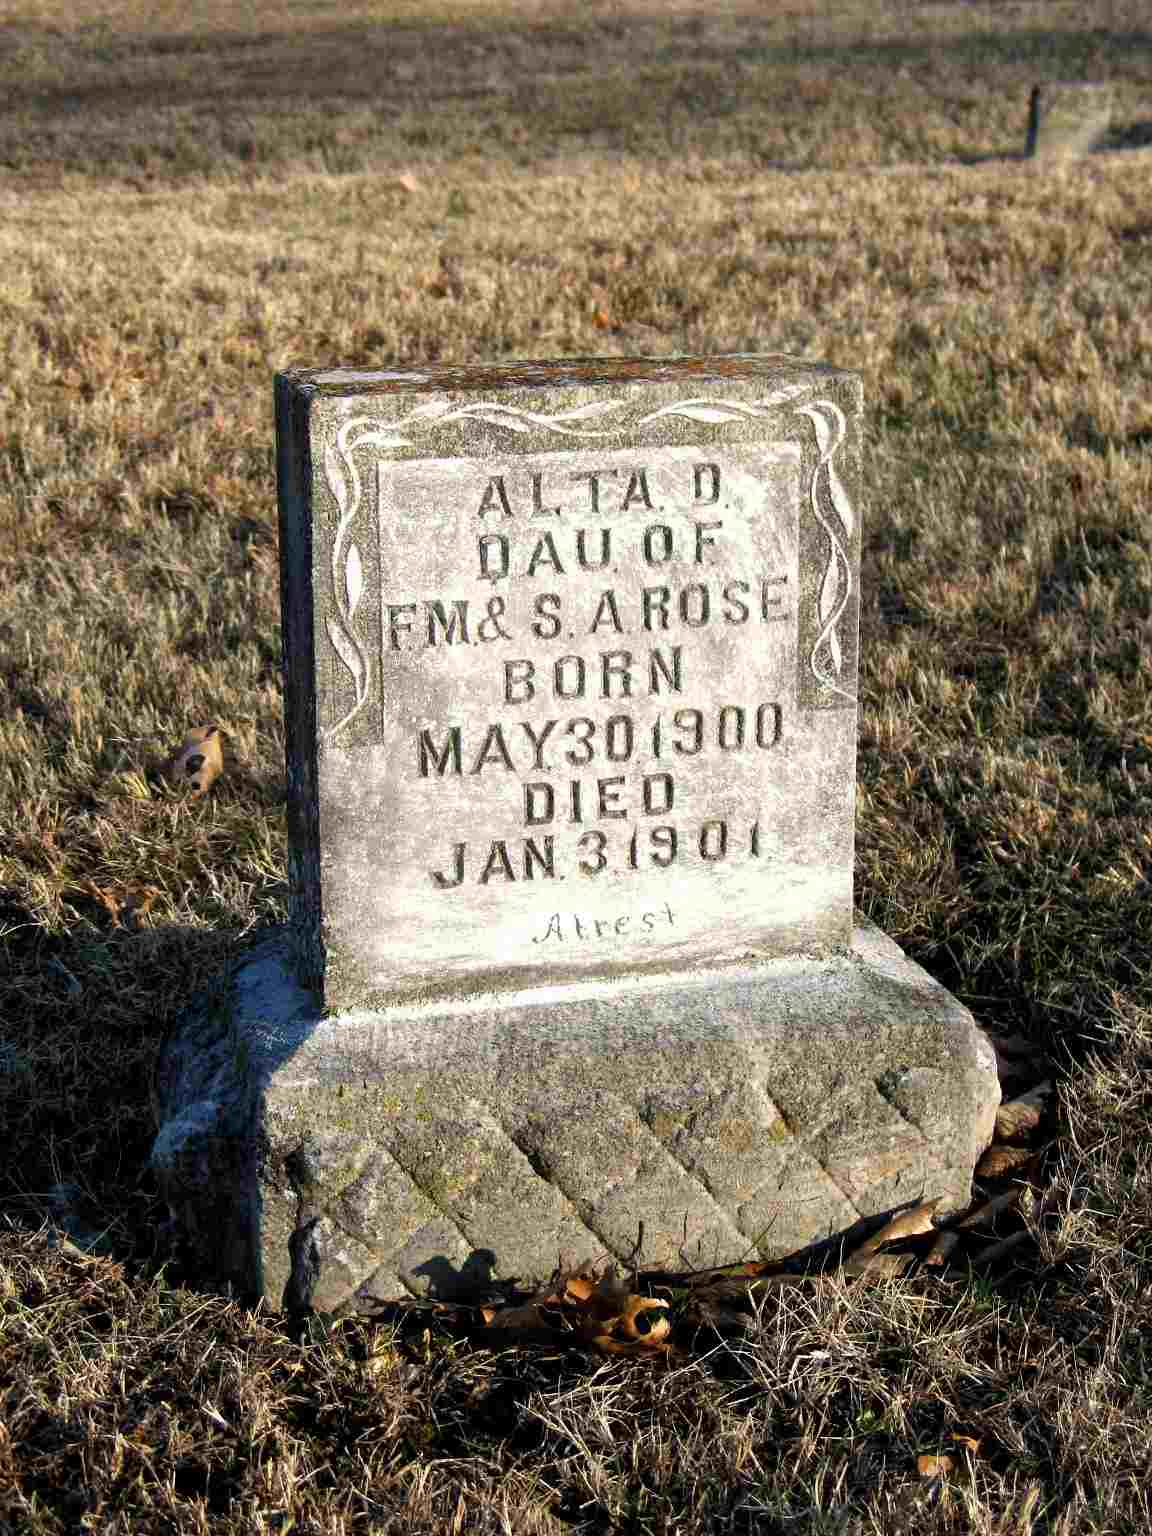 ALTA. D.
DAU. OF.
F.M.& S. A. ROSE
BORN
MAY.30.1900
DIED
JAN. 3.1901.
At rest